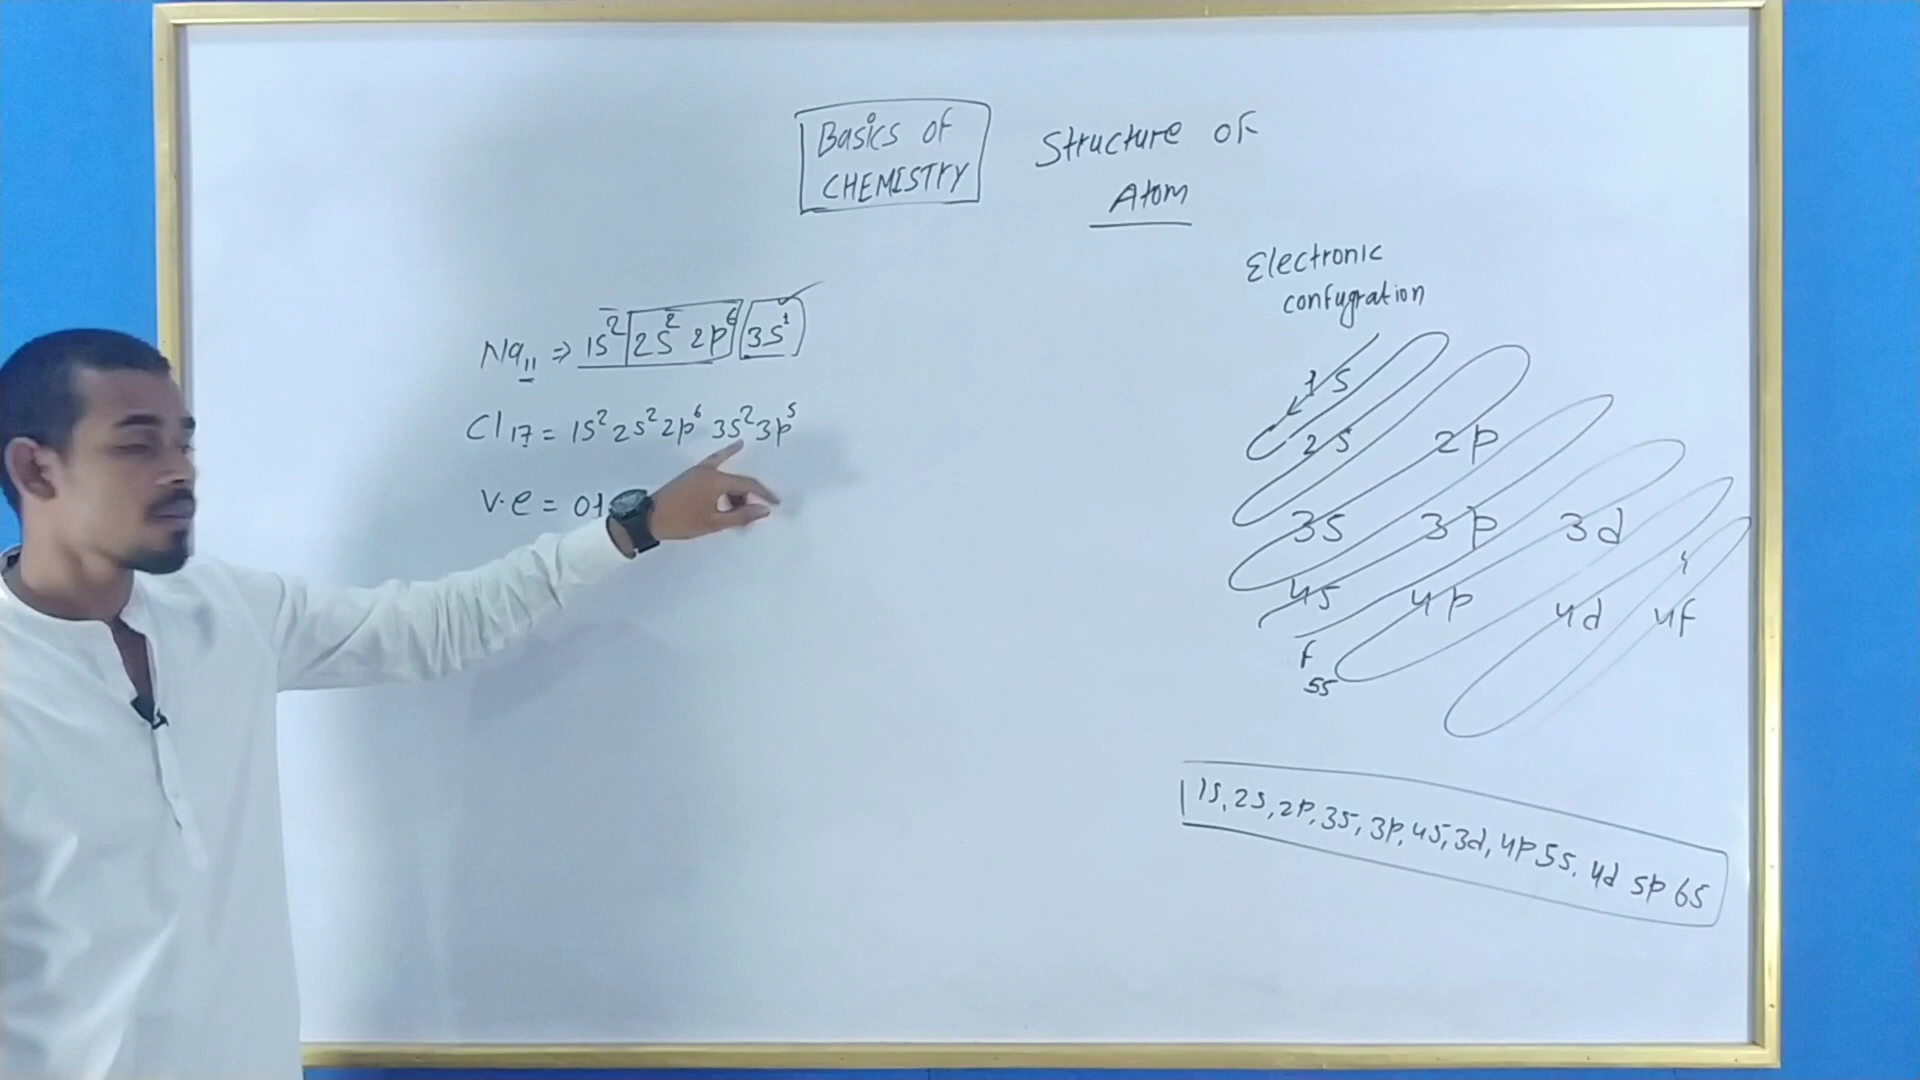 Basics of
CHEMISTRY
Structure of
Atom
Electronic
confugration
Na₁₁ ⇒ 1S² 2S² 2p⁶ 3S¹
Cl₁₇ = 1S² 2S² 2p⁶ 3S² 3p⁵
V.e = 01
1S
2S 2p
3S 3p 3d
4S 4p 4d 4f
5S
1S, 2S, 2P, 3S, 3P, 4S, 3d, 4P 5S, 4d 5P 6S